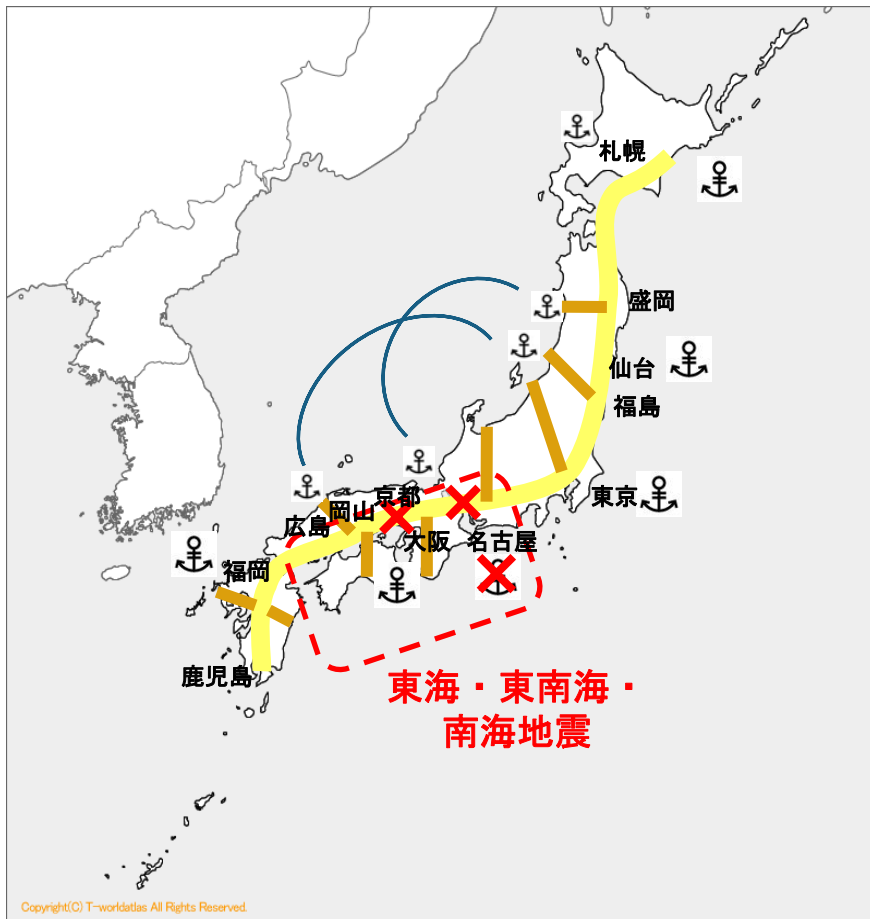 札幌
盛岡
仙台
福島
東京
京都
岡山
広島
大阪
名古屋
福岡
鹿児島
東海・東南海・
南海地震
Copyright(C) T-worldatlas All Rights Reserved.